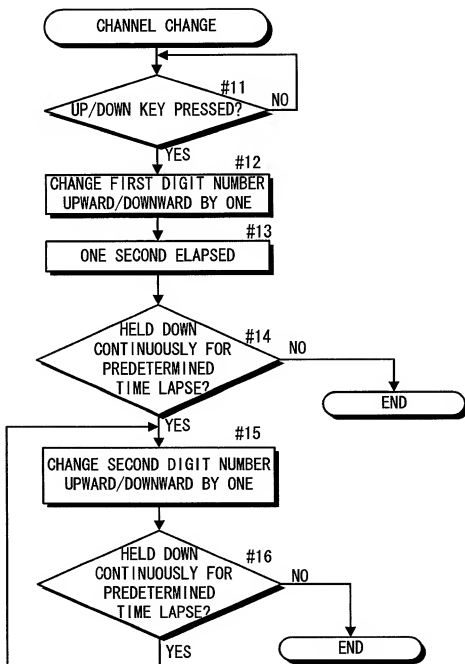 CHANNEL CHANGE
#11
UP/DOWN KEY PRESSED?
NO
YES
#12
CHANGE FIRST DIGIT NUMBER
UPWARD/DOWNWARD BY ONE
#13
ONE SECOND ELAPSED
HELD DOWN
#14
CONTINUOUSLY FOR
NO
PREDETERMINED
TIME LAPSE?
END
YES
#15
CHANGE SECOND DIGIT NUMBER
UPWARD/DOWNWARD BY ONE
HELD DOWN
#16
CONTINUOUSLY FOR
NO
PREDETERMINED
TIME LAPSE?
END
YES